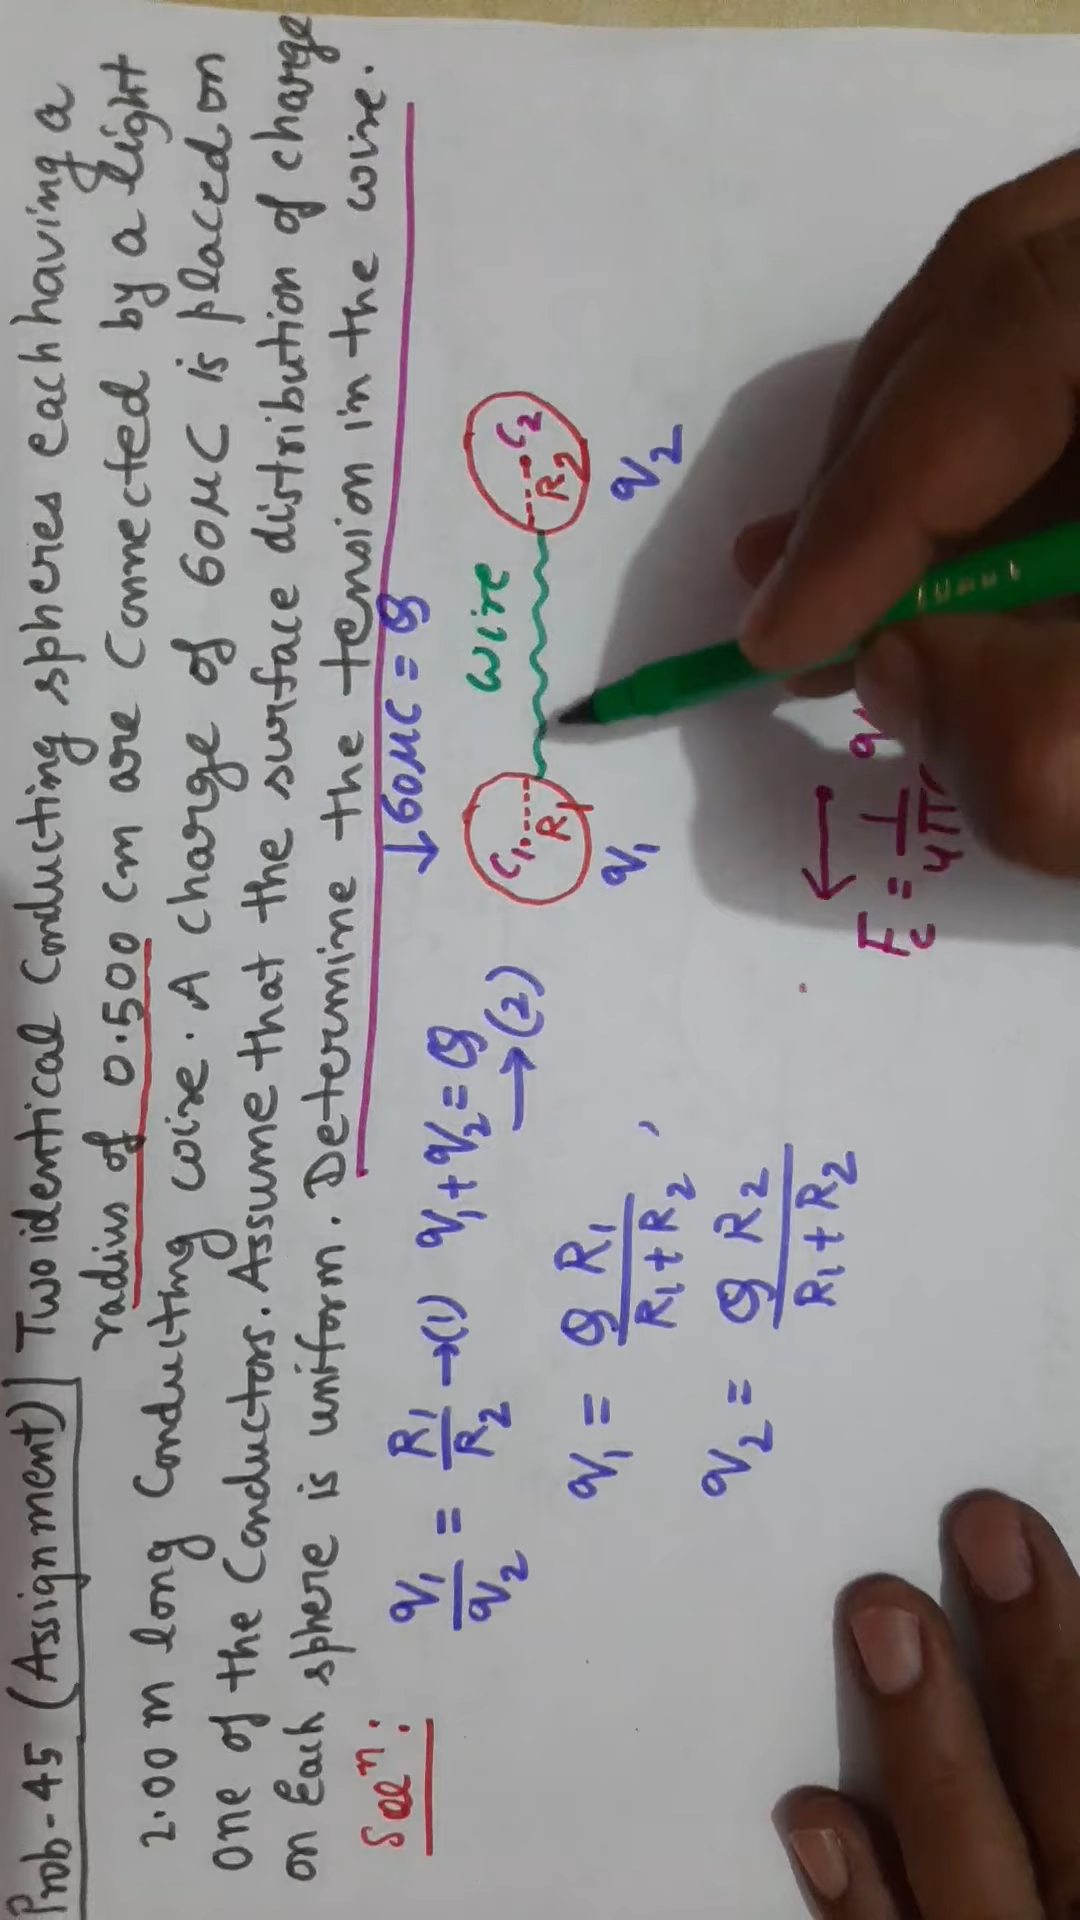 Prob-45 (Assignment) Two identical Conducting spheres each having a
radius of 0.500 cm are Connected by a light
2.00 m long Conducting wire. A charge of 60μC is placed on
one of the Conductors. Assume that the surface distribution of charge
on Each sphere is uniform. Determine the tension in the wire.
Solⁿ:
q₁/q₂ = R₁/R₂ →(1) q₁+q₂=Q
→(2)
↓60μC = Q
wire
C₁ R₁
C₂ R₂
q₁ q₂
q₁ = Q R₁/(R₁+R₂) ,
q₂ = Q R₂/(R₁+R₂)
←
F_c = 1/4π